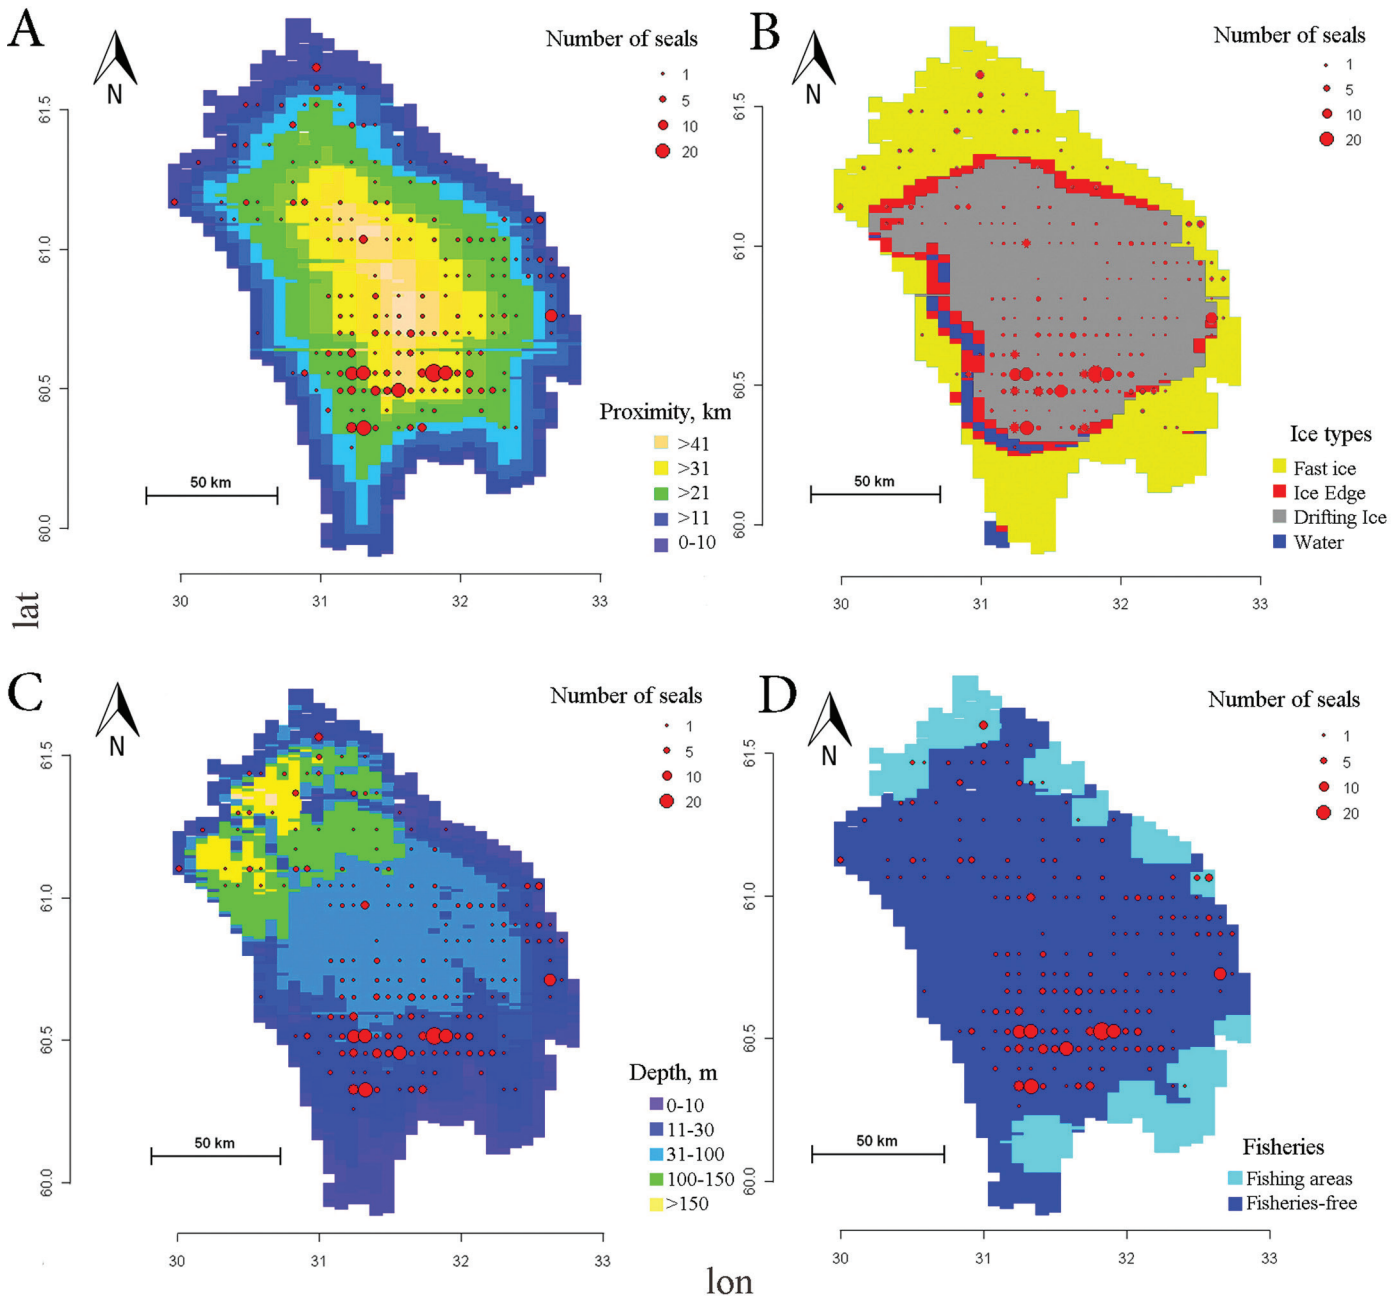 A
N
Number of seals
1
5
10
20
61.5
61.0
60.5
60.0
Proximity, km
>41
>31
>21
>11
0-10
50 km
30
31
32
33
B
N
Number of seals
1
5
10
20
61.5
61.0
60.5
60.0
Ice types
Fast ice
Ice Edge
Drifting Ice
Water
50 km
30
31
32
33
lat
C
N
Number of seals
1
5
10
20
61.5
61.0
60.5
60.0
Depth, m
0-10
11-30
31-100
100-150
>150
50 km
30
31
32
33
D
N
Number of seals
1
5
10
20
61.5
61.0
60.5
60.0
Fisheries
Fishing areas
Fisheries-free
50 km
30
31
32
33
lon